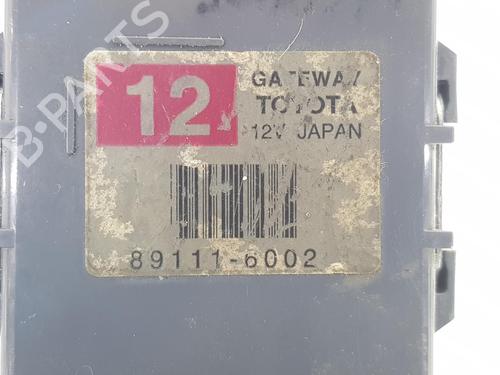 12
GATEWAY
TOYOTA
12V JAPAN
89111-6002
B-PARTS